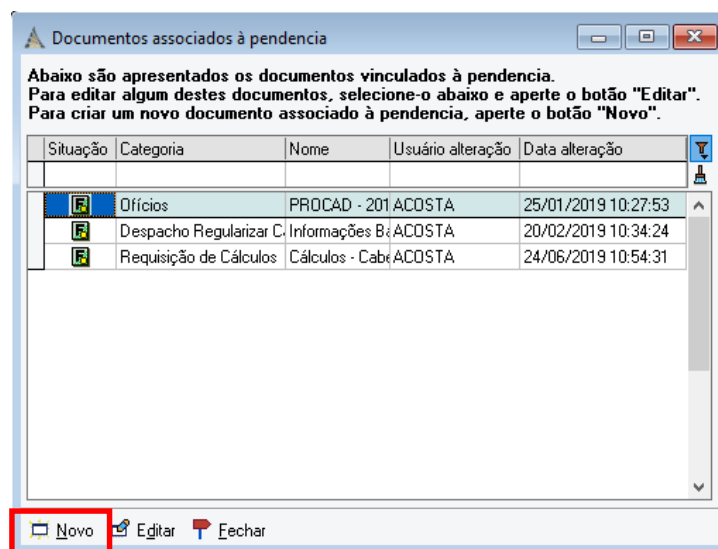 Documentos associados à pendencia
Abaixo são apresentados os documentos vinculados à pendencia.
Para editar algum destes documentos, selecione-o abaixo e aperte o botão "Editar".
Para criar um novo documento associado à pendencia, aperte o botão "Novo".
Situação Categoria Nome Usuário alteração Data alteração
Ofícios PROCAD - 201 ACOSTA 25/01/2019 10:27:53
Despacho Regularizar C Informações Ba ACOSTA 20/02/2019 10:34:24
Requisição de Cálculos Cálculos - Cabe ACOSTA 24/06/2019 10:54:31
Novo Editar Fechar